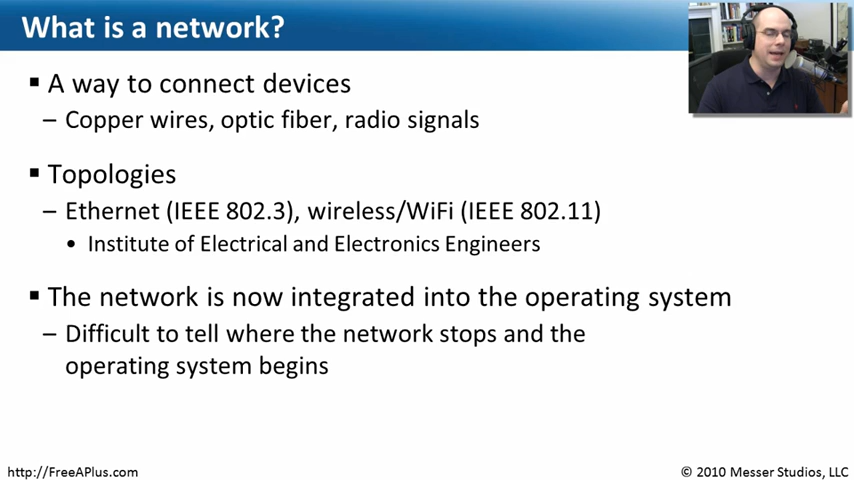 What is a network?
▪ A way to connect devices
– Copper wires, optic fiber, radio signals
▪ Topologies
– Ethernet (IEEE 802.3), wireless/WiFi (IEEE 802.11)
• Institute of Electrical and Electronics Engineers
▪ The network is now integrated into the operating system
– Difficult to tell where the network stops and the
operating system begins
http://FreeAPlus.com
© 2010 Messer Studios, LLC